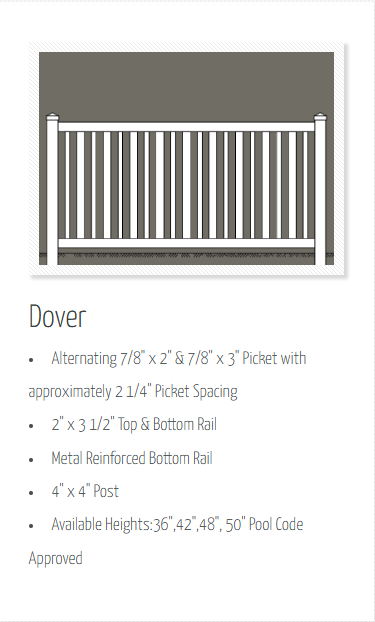 Dover
• Alternating 7/8" x 2" & 7/8" x 3" Picket with
approximately 2 1/4" Picket Spacing
• 2" x 3 1/2" Top & Bottom Rail
• Metal Reinforced Bottom Rail
• 4" x 4" Post
• Available Heights:36",42",48", 50" Pool Code
Approved